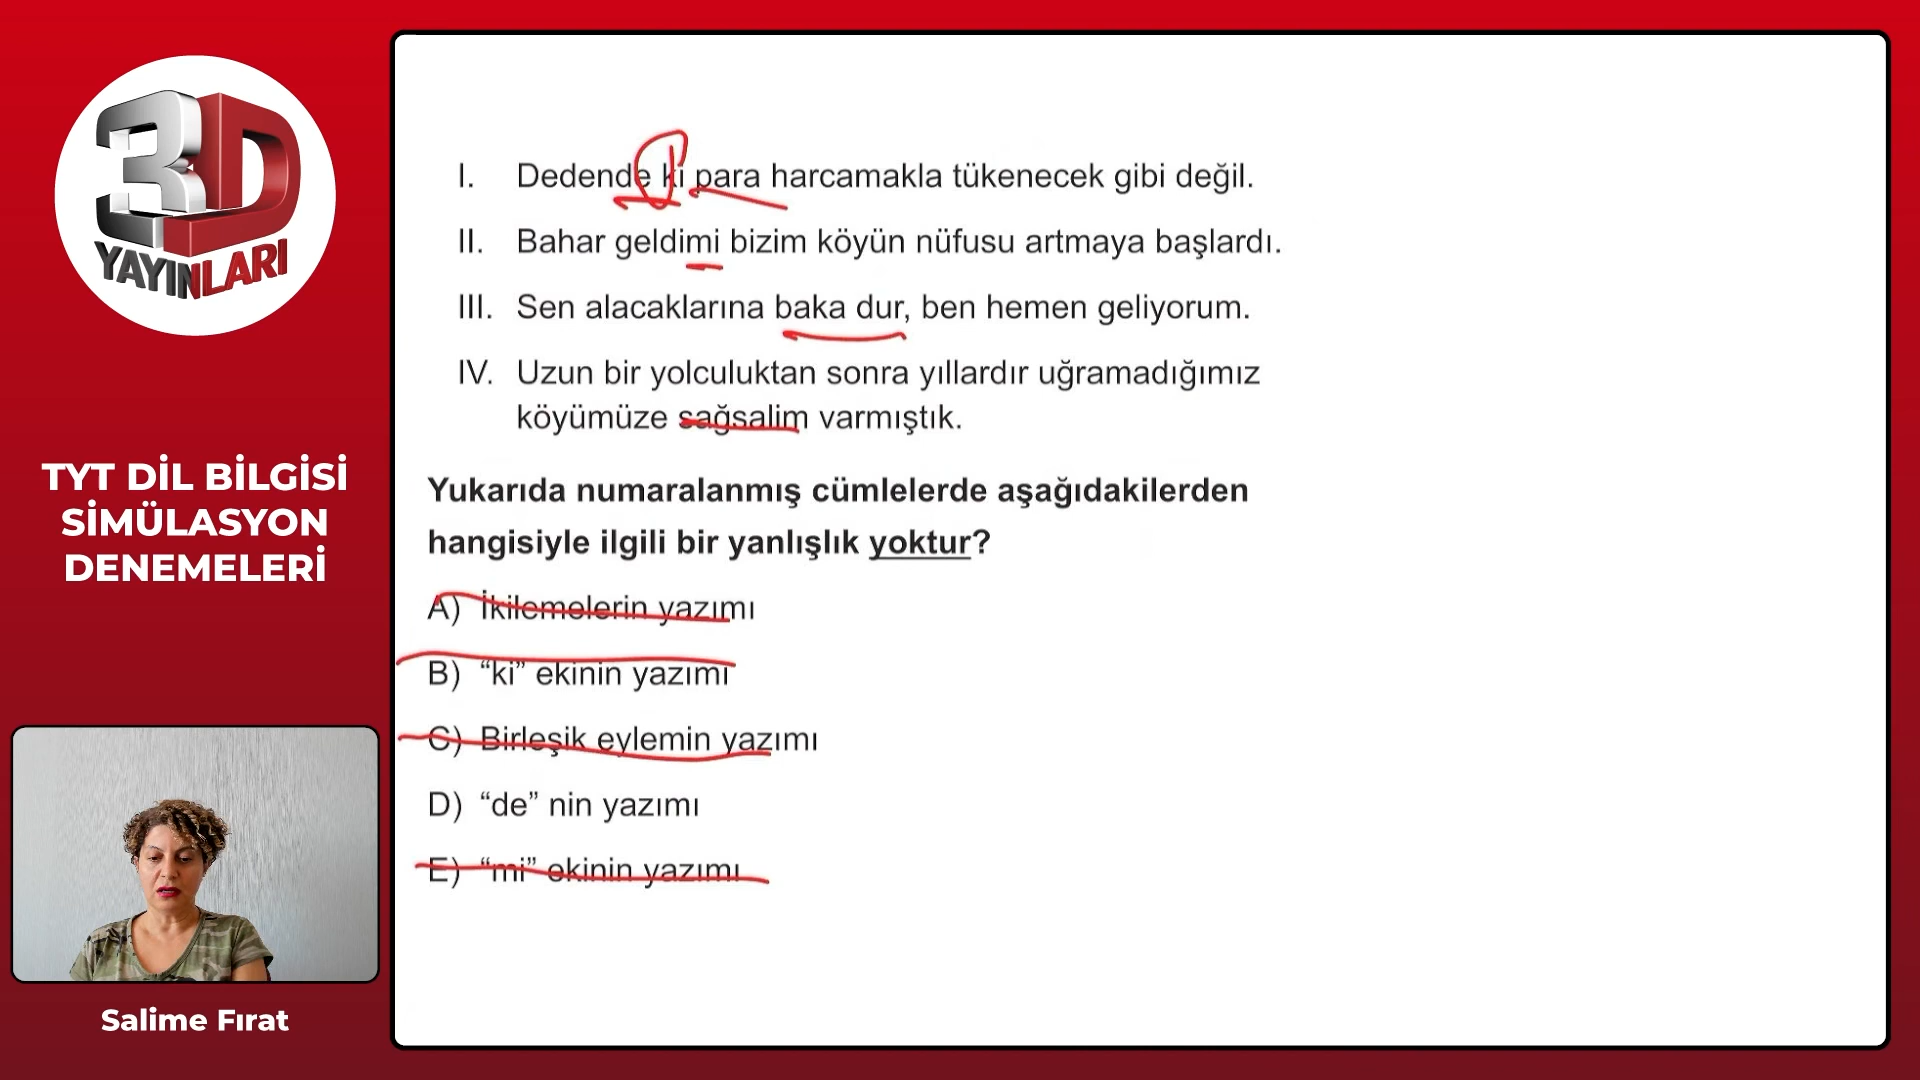 3D
YAYINLARI
TYT DİL BİLGİSİ
SİMÜLASYON
DENEMELERİ
Salime Fırat
I. Dedende ki para harcamakla tükenecek gibi değil.
II. Bahar geldimi bizim köyün nüfusu artmaya başlardı.
III. Sen alacaklarına baka dur, ben hemen geliyorum.
IV. Uzun bir yolculuktan sonra yıllardır uğramadığımız
köyümüze sağsalim varmıştık.
Yukarıda numaralanmış cümlelerde aşağıdakilerden
hangisiyle ilgili bir yanlışlık yoktur?
A) İkilemelerin yazımı
B) “ki” ekinin yazımı
C) Birleşik eylemin yazımı
D) “de” nin yazımı
E) “mi” ekinin yazımı